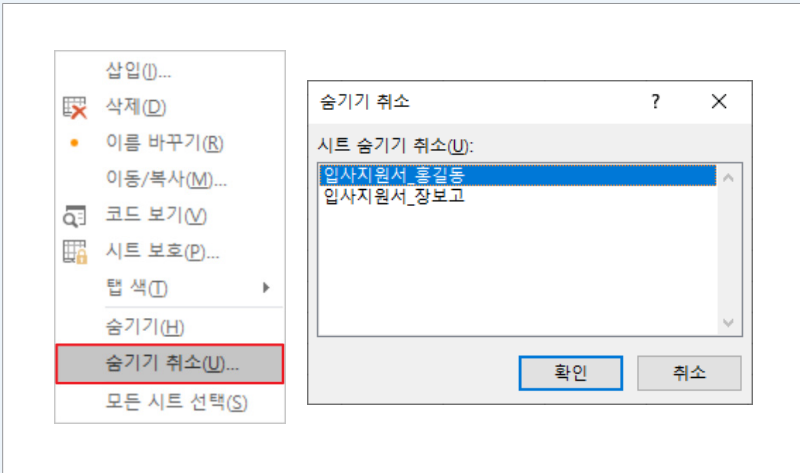 삽입(I)...
삭제(D)
이름 바꾸기(R)
이동/복사(M)...
코드 보기(V)
시트 보호(P)...
탭 색(T)
숨기기(H)
숨기기 취소(U)...
모든 시트 선택(S)
숨기기 취소
?
시트 숨기기 취소(U):
입사지원서_홍길동
입사지원서_장보고
확인
취소